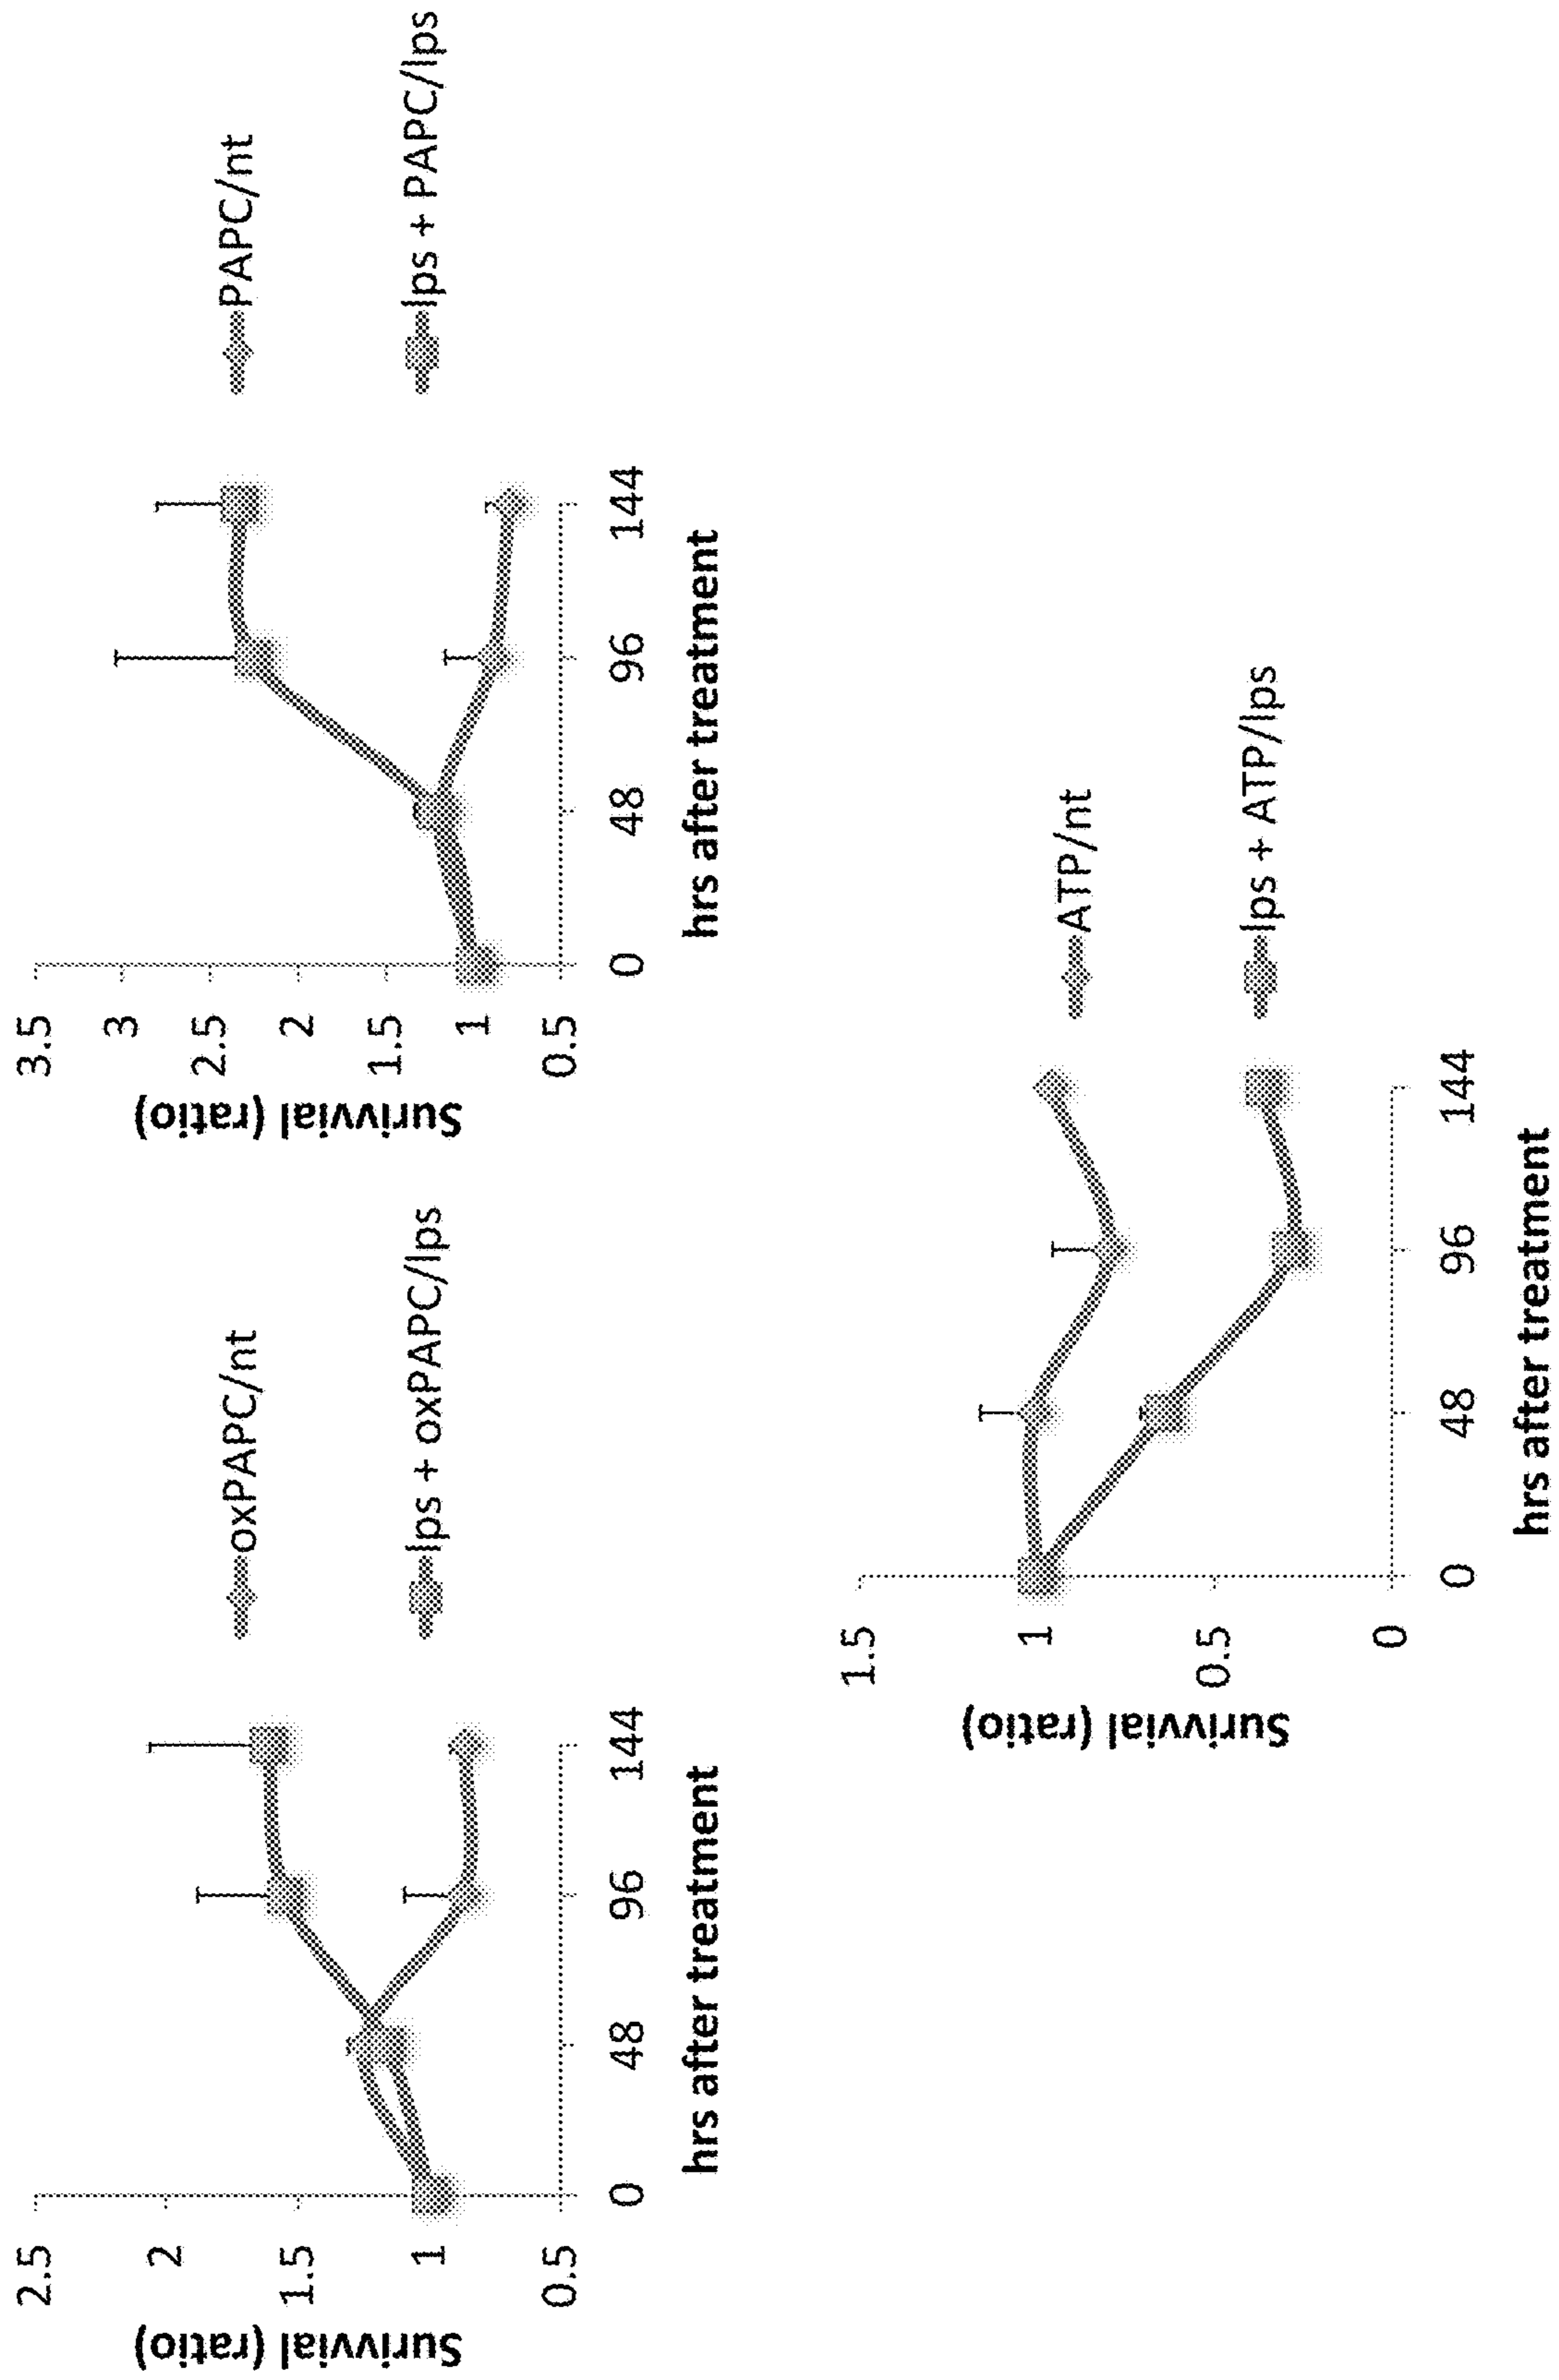 Surivvial (ratio)
2.5
2
1.5
1
0.5
0
48
96
144
hrs after treatment
oxPAPC/nt
lps + oxPAPC/lps
Surivvial (ratio)
3.5
3
2.5
2
1.5
1
0.5
0
48
96
144
hrs after treatment
PAPC/nt
lps + PAPC/lps
Surivvial (ratio)
1.5
1
0.5
0
0
48
96
144
hrs after treatment
ATP/nt
lps + ATP/lps